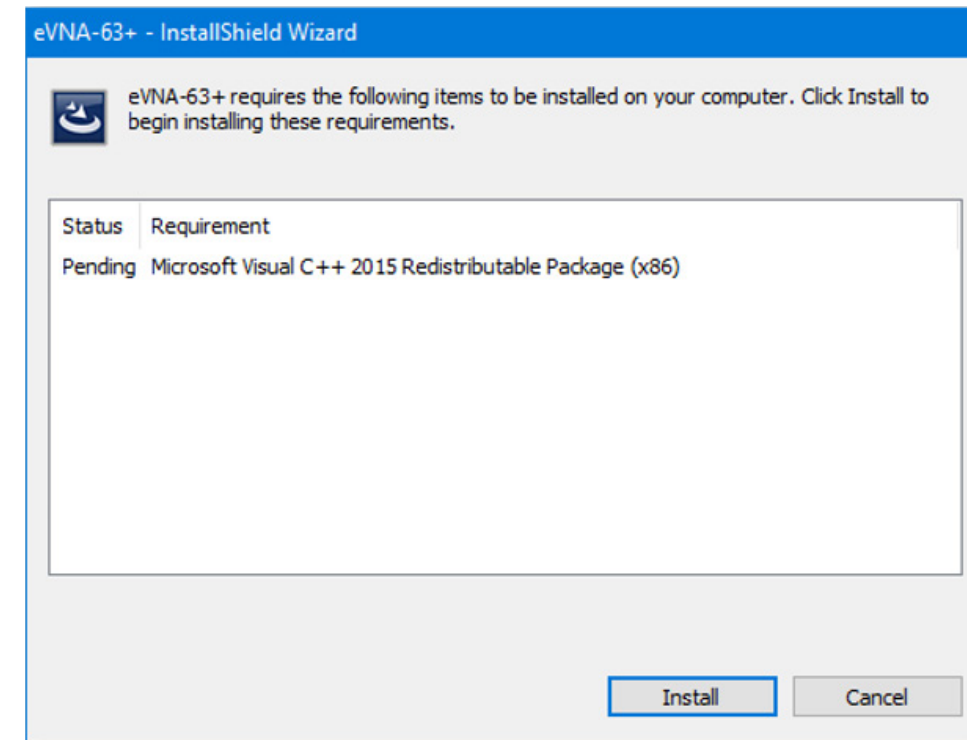 eVNA-63+ - InstallShield Wizard
eVNA-63+ requires the following items to be installed on your computer. Click Install to
begin installing these requirements.
Status Requirement
Pending Microsoft Visual C++ 2015 Redistributable Package (x86)
Install Cancel